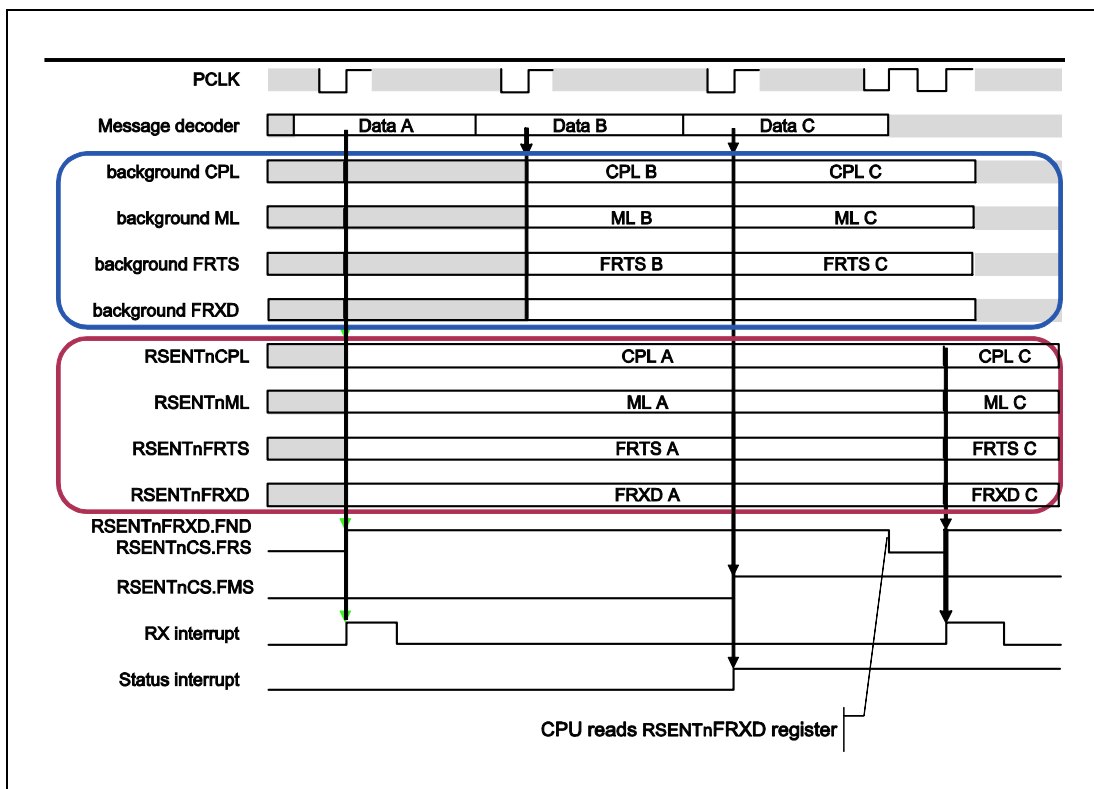 PCLK
Message decoder Data A Data B Data C
background CPL CPL B CPL C
background ML ML B ML C
background FRTS FRTS B FRTS C
background FRXD
RSENTnCPL CPL A CPL C
RSENTnML ML A ML C
RSENTnFRTS FRTS A FRTS C
RSENTnFRXD FRXD A FRXD C
RSENTnFRXD.FND
RSENTnCS.FRS
RSENTnCS.FMS
RX interrupt
Status interrupt
CPU reads RSENTnFRXD register